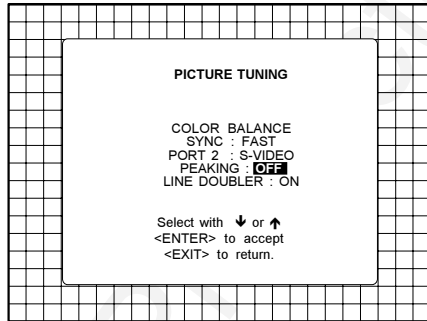 PICTURE TUNING
COLOR BALANCE
SYNC : FAST
PORT 2 : S-VIDEO
PEAKING : OFF
LINE DOUBLER : ON
Select with ↓ or ↑
<ENTER> to accept
<EXIT> to return.